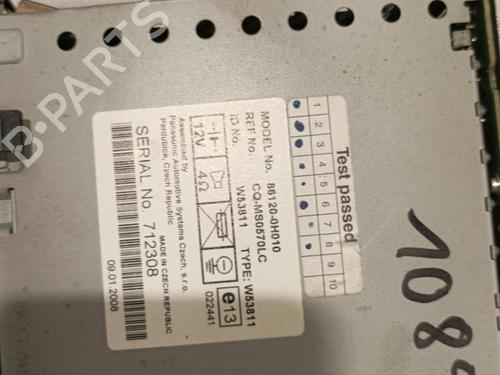 B-PARTS
Test passed
1 2 3 4 5 6 7 8 9 10
MODEL No. 86120-0H010
REF No. CQ-MS0570LC
ID No. W53811 TYPE: W53811
12V 4Ω
e13
022441
Assembled by
Panasonic Automotive Systems Czech, s.r.o.
Pardubice, Czech Republic
MADE IN CZECH REPUBLIC
SERIAL No. 712308
09.01.2008
108